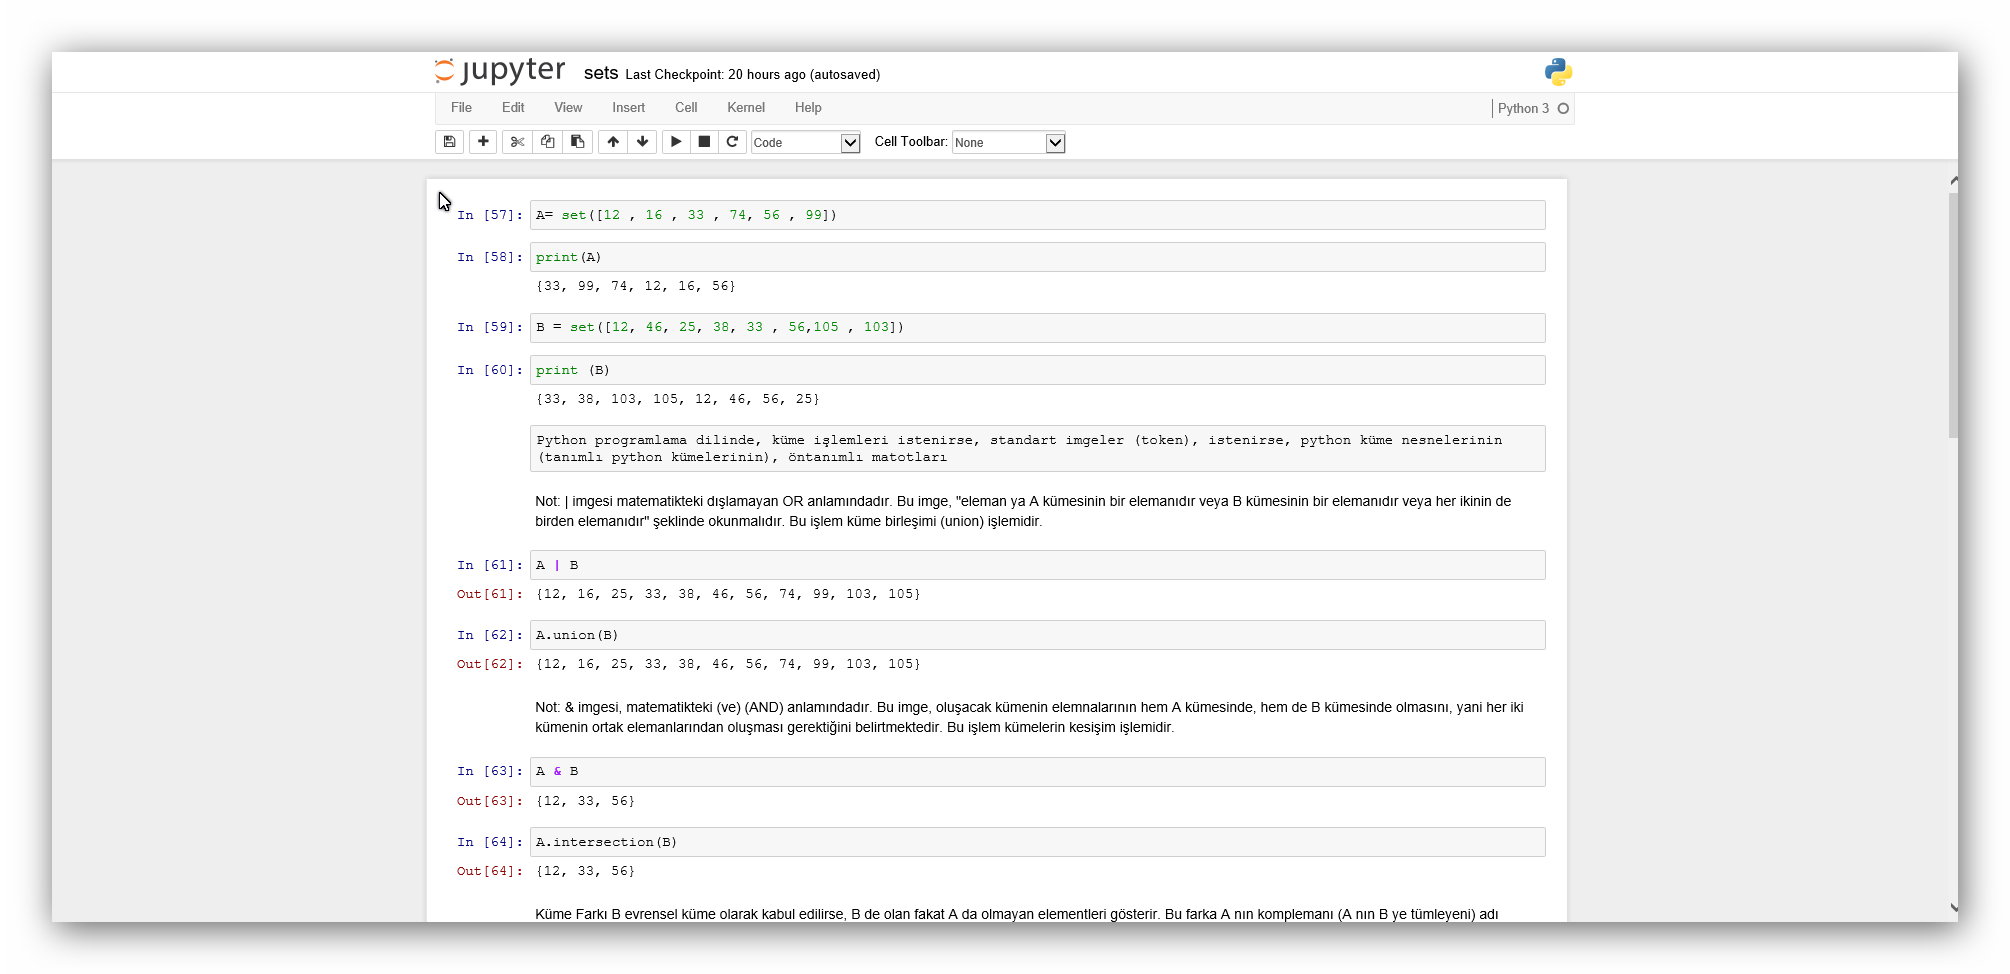 jupyter sets Last Checkpoint: 20 hours ago (autosaved)
File Edit View Insert Cell Kernel Help Python 3
Code Cell Toolbar: None
In [57]: A= set([12 , 16 , 33 , 74, 56 , 99])
In [58]: print(A)
{33, 99, 74, 12, 16, 56}
In [59]: B = set([12, 46, 25, 38, 33 , 56,105 , 103])
In [60]: print (B)
{33, 38, 103, 105, 12, 46, 56, 25}
Python programlama dilinde, küme işlemleri istenirse, standart imgeler (token), istenirse, python küme nesnelerinin
(tanımlı python kümelerinin), öntanımlı matotları
Not: | imgesi matematikteki dışlamayan OR anlamındadır. Bu imge, "eleman ya A kümesinin bir elemanıdır veya B kümesinin bir elemanıdır veya her ikinin de
birden elemanıdır" şeklinde okunmalıdır. Bu işlem küme birleşimi (union) işlemidir.
In [61]: A | B
Out[61]: {12, 16, 25, 33, 38, 46, 56, 74, 99, 103, 105}
In [62]: A.union(B)
Out[62]: {12, 16, 25, 33, 38, 46, 56, 74, 99, 103, 105}
Not: & imgesi, matematikteki (ve) (AND) anlamındadır. Bu imge, oluşacak kümenin elemnalarının hem A kümesinde, hem de B kümesinde olmasını, yani her iki
kümenin ortak elemanlarından oluşması gerektiğini belirtmektedir. Bu işlem kümelerin kesişim işlemidir.
In [63]: A & B
Out[63]: {12, 33, 56}
In [64]: A.intersection(B)
Out[64]: {12, 33, 56}
Küme Farkı B evrensel küme olarak kabul edilirse, B de olan fakat A da olmayan elementleri gösterir. Bu farka A nın komplemanı (A nın B ye tümleyeni) adı